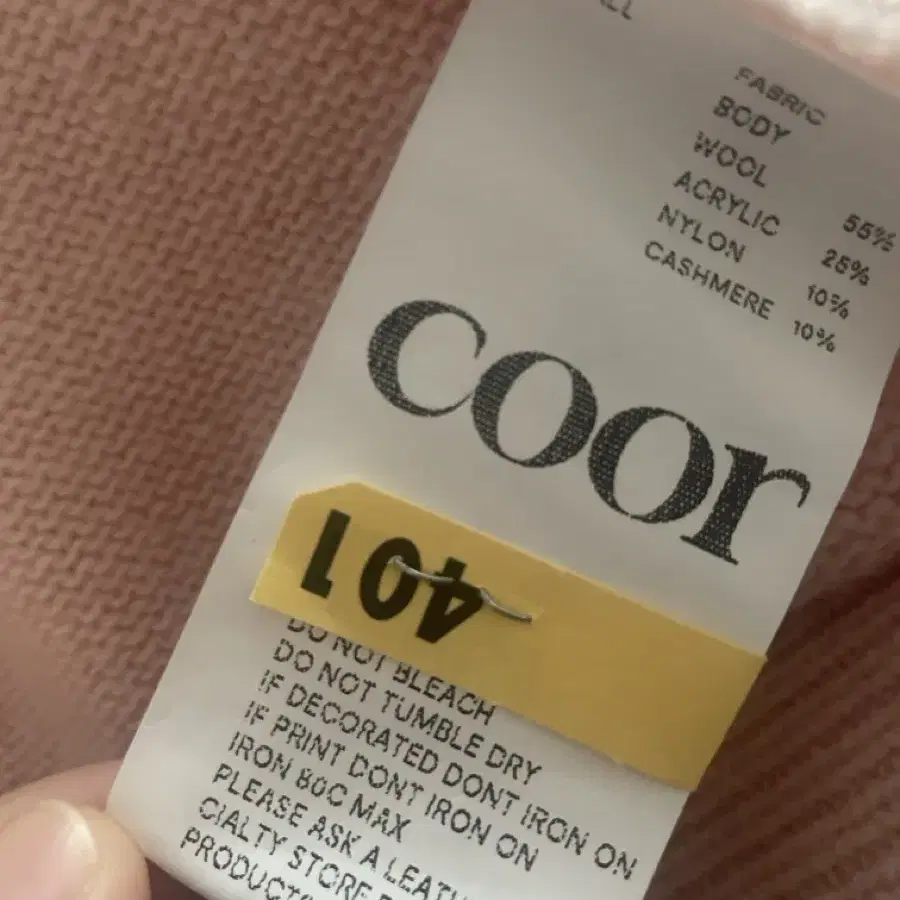 FABRIC
BODY
WOOL 55%
ACRYLIC 25%
NYLON 10%
CASHMERE 10%
coor
401
DO NOT BLEACH
DO NOT TUMBLE DRY
IF DECORATED DONT IRON ON
IF PRINT DONT IRON ON
IRON 80C MAX
PLEASE ASK A
CIALTY STORE